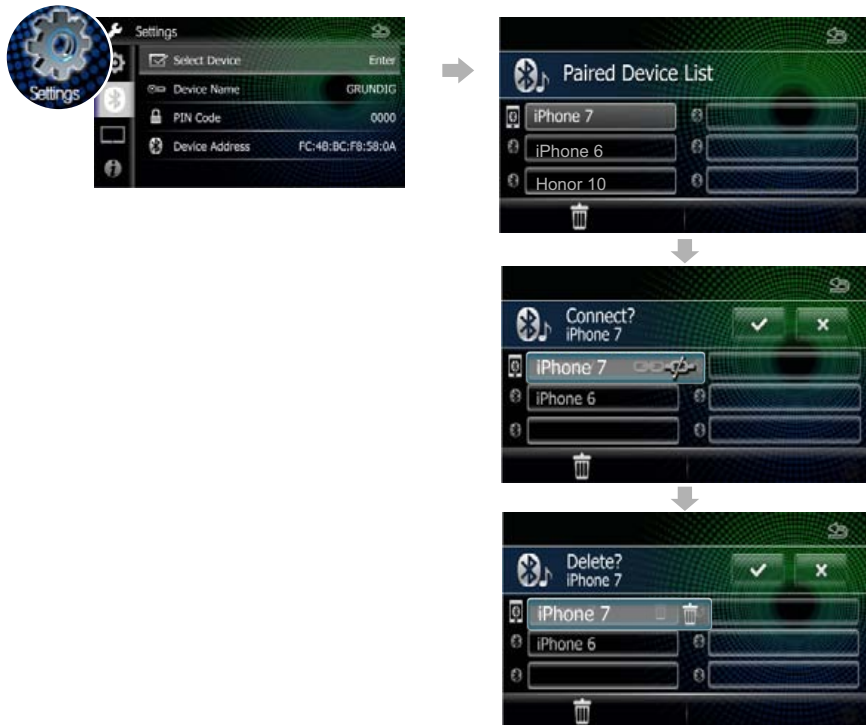 Settings
Settings
Select Device Enter
Device Name GRUNDIG
PIN Code 0000
Device Address FC:4B:BC:F8:58:0A
Paired Device List
iPhone 7
iPhone 6
Honor 10
Connect?
iPhone 7
iPhone 7
iPhone 6
Delete?
iPhone 7
iPhone 7
iPhone 6